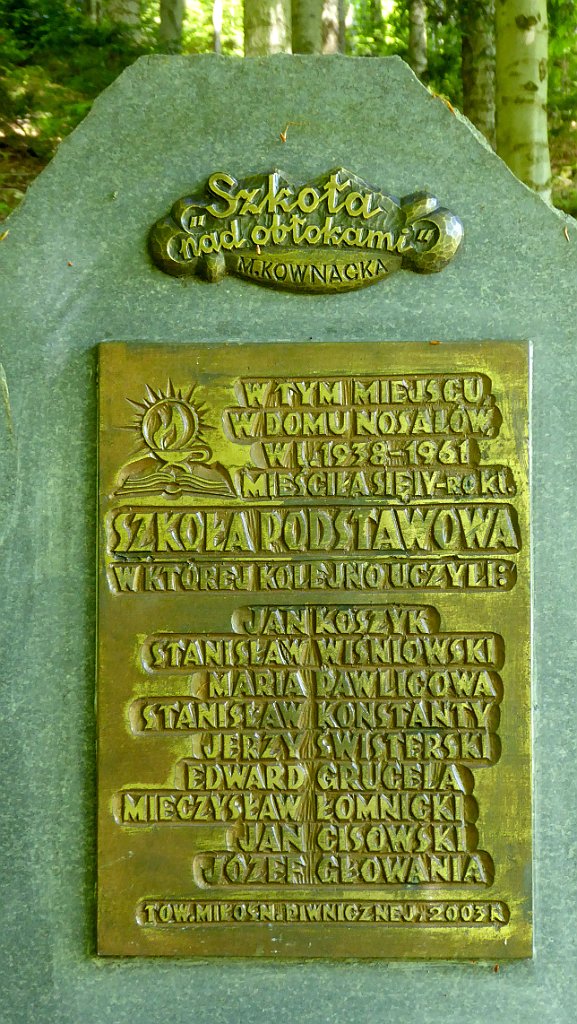 "Szkoła
nad obłokami"
M. KOWNACKA
W TYM MIEJSCU,
W DOMU NOSALÓW,
W L. 1938-1961
MIEŚCIŁA SIĘ IV-RO KL.
SZKOŁA PODSTAWOWA
W KTÓREJ KOLEJNO UCZYLI:
JAN KOSZYK
STANISŁAW WIŚNIOWSKI
MARIA PAWLIGOWA
STANISŁAW KONSTANTY
JERZY ŚWISTERSKI
EDWARD GRUCELA
MIECZYSŁAW ŁOMNICKI
JAN CISOWSKI
JÓZEF GŁOWANIA
TOW. MIŁOŚN. PIWNICZNEJ, 2003 R.